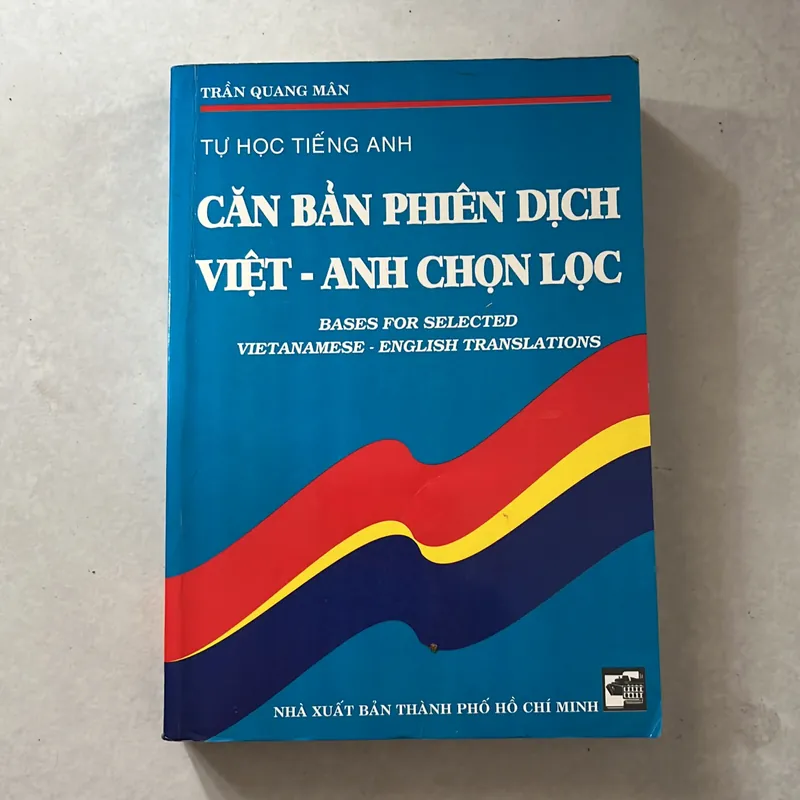 TRẦN QUANG MÂN
TỰ HỌC TIẾNG ANH
CĂN BẢN PHIÊN DỊCH
VIỆT - ANH CHỌN LỌC
BASES FOR SELECTED
VIETANAMESE - ENGLISH TRANSLATIONS
NHÀ XUẤT BẢN THÀNH PHỐ HỒ CHÍ MINH